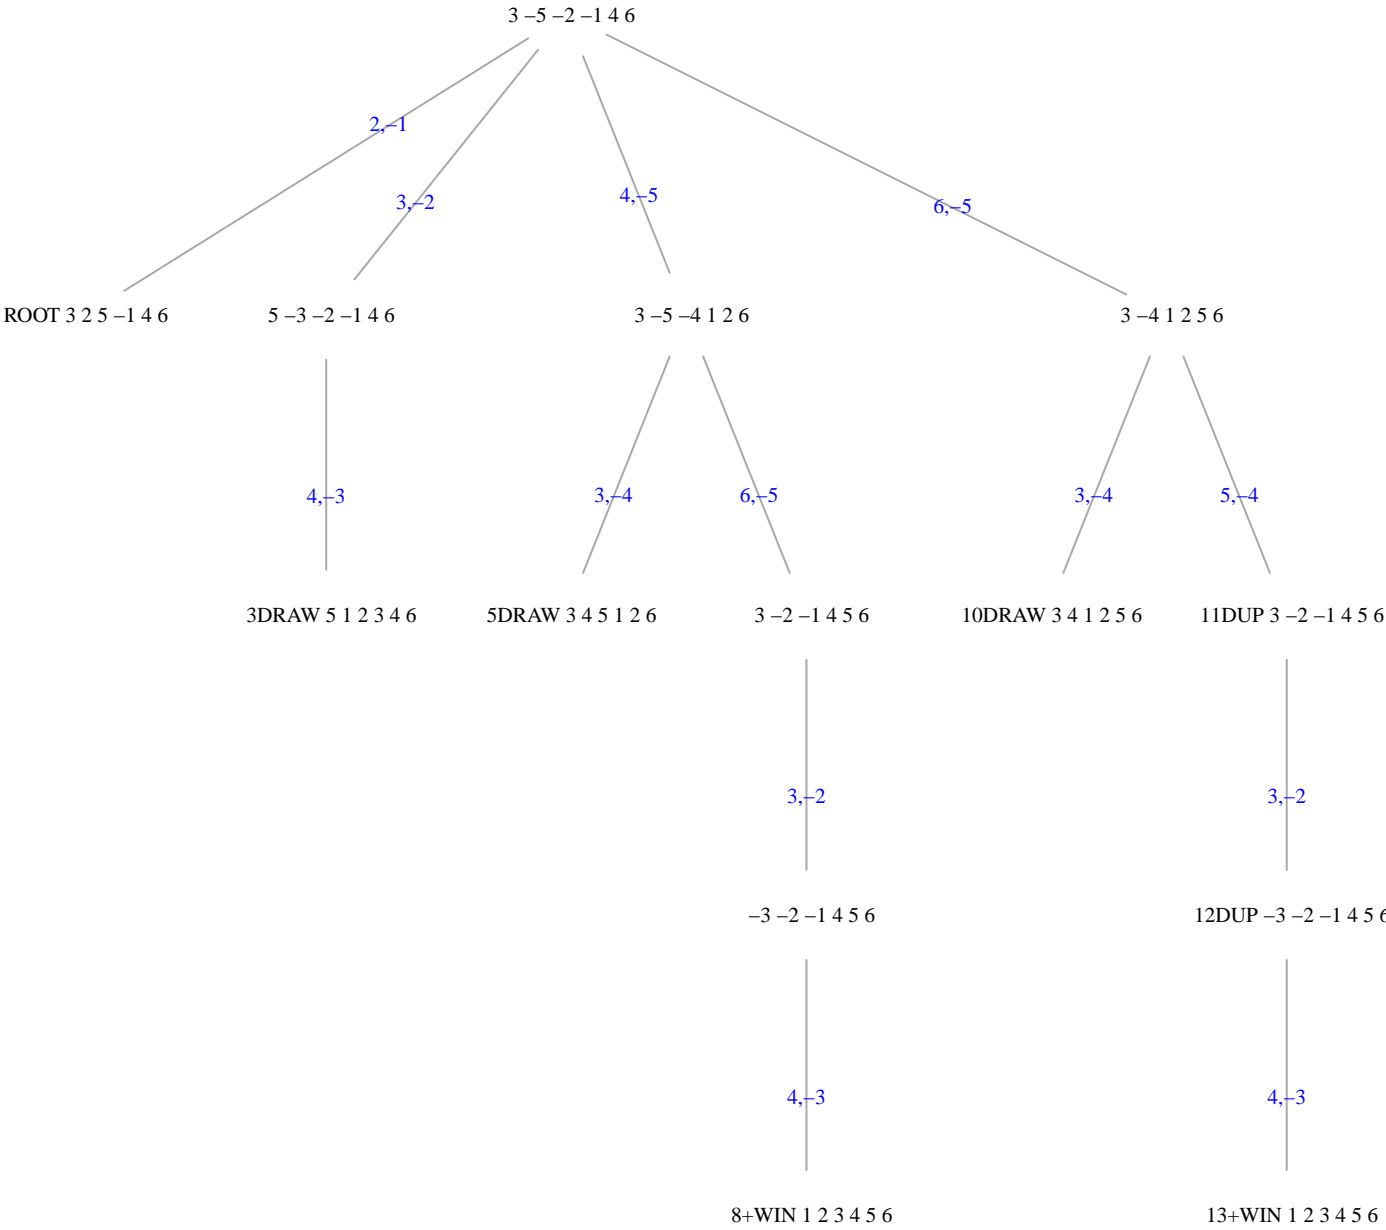 3 –5 –2 –1 4 6
2,–1
3,–2
4,–5
6,–5
ROOT 3 2 5 –1 4 6
5 –3 –2 –1 4 6
3 –5 –4 1 2 6
3 –4 1 2 5 6
4,–3
3,–4
6,–5
3,–4
5,–4
3DRAW 5 1 2 3 4 6
5DRAW 3 4 5 1 2 6
3 –2 –1 4 5 6
10DRAW 3 4 1 2 5 6
11DUP 3 –2 –1 4 5 6
3,–2
3,–2
–3 –2 –1 4 5 6
12DUP –3 –2 –1 4 5 6
4,–3
4,–3
8+WIN 1 2 3 4 5 6
13+WIN 1 2 3 4 5 6